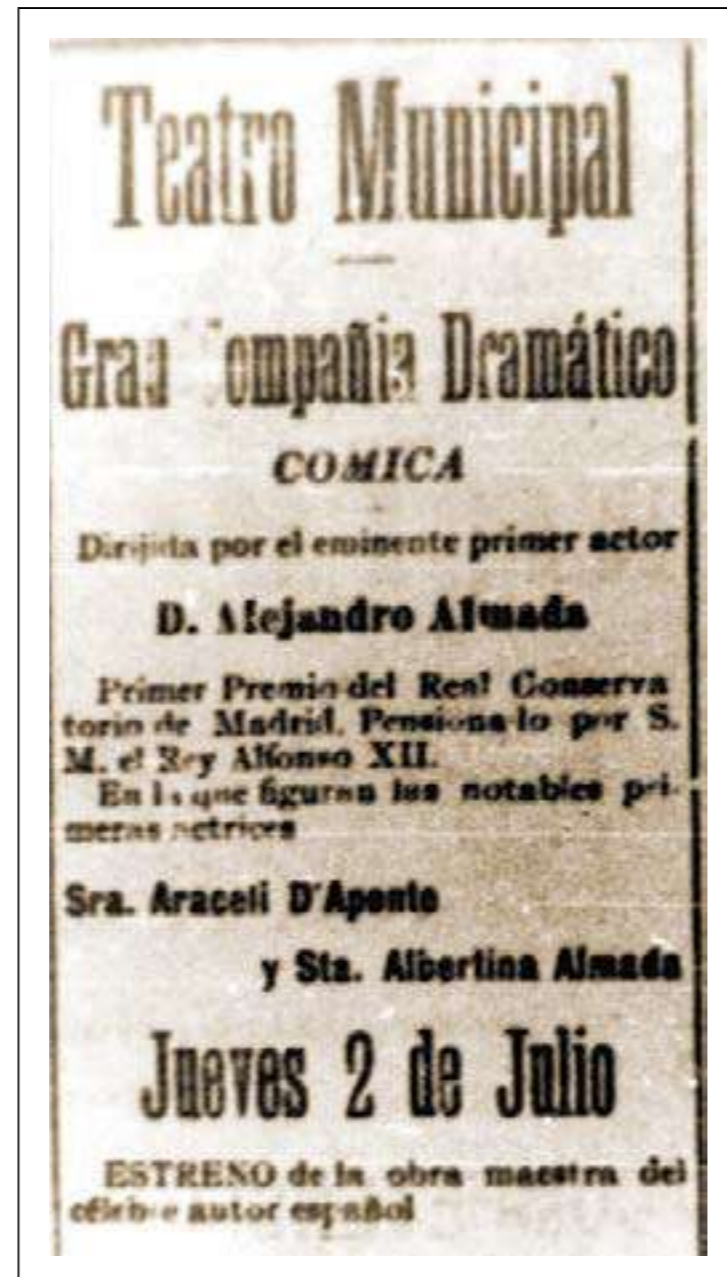 Teatro Municipal
Gran Compañia Dramático
COMICA
Dirijida por el eminente primer actor
D. Alejandro Almada
Primer Premio del Real Conserva
torio de Madrid. Pensionado por S.
M. el Rey Alfonso XII.
En la que figuran las notables pri-
meras actrices
Sra. Araceli D'Aponte
y Sta. Albertina Almada
Jueves 2 de Julio
ESTRENO de la obra maestra del
célebre autor español